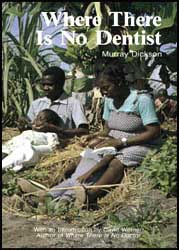 Where There
Is No Dentist
Murray Dickson
With an Introduction by David Werner
Author of Where There Is No Doctor